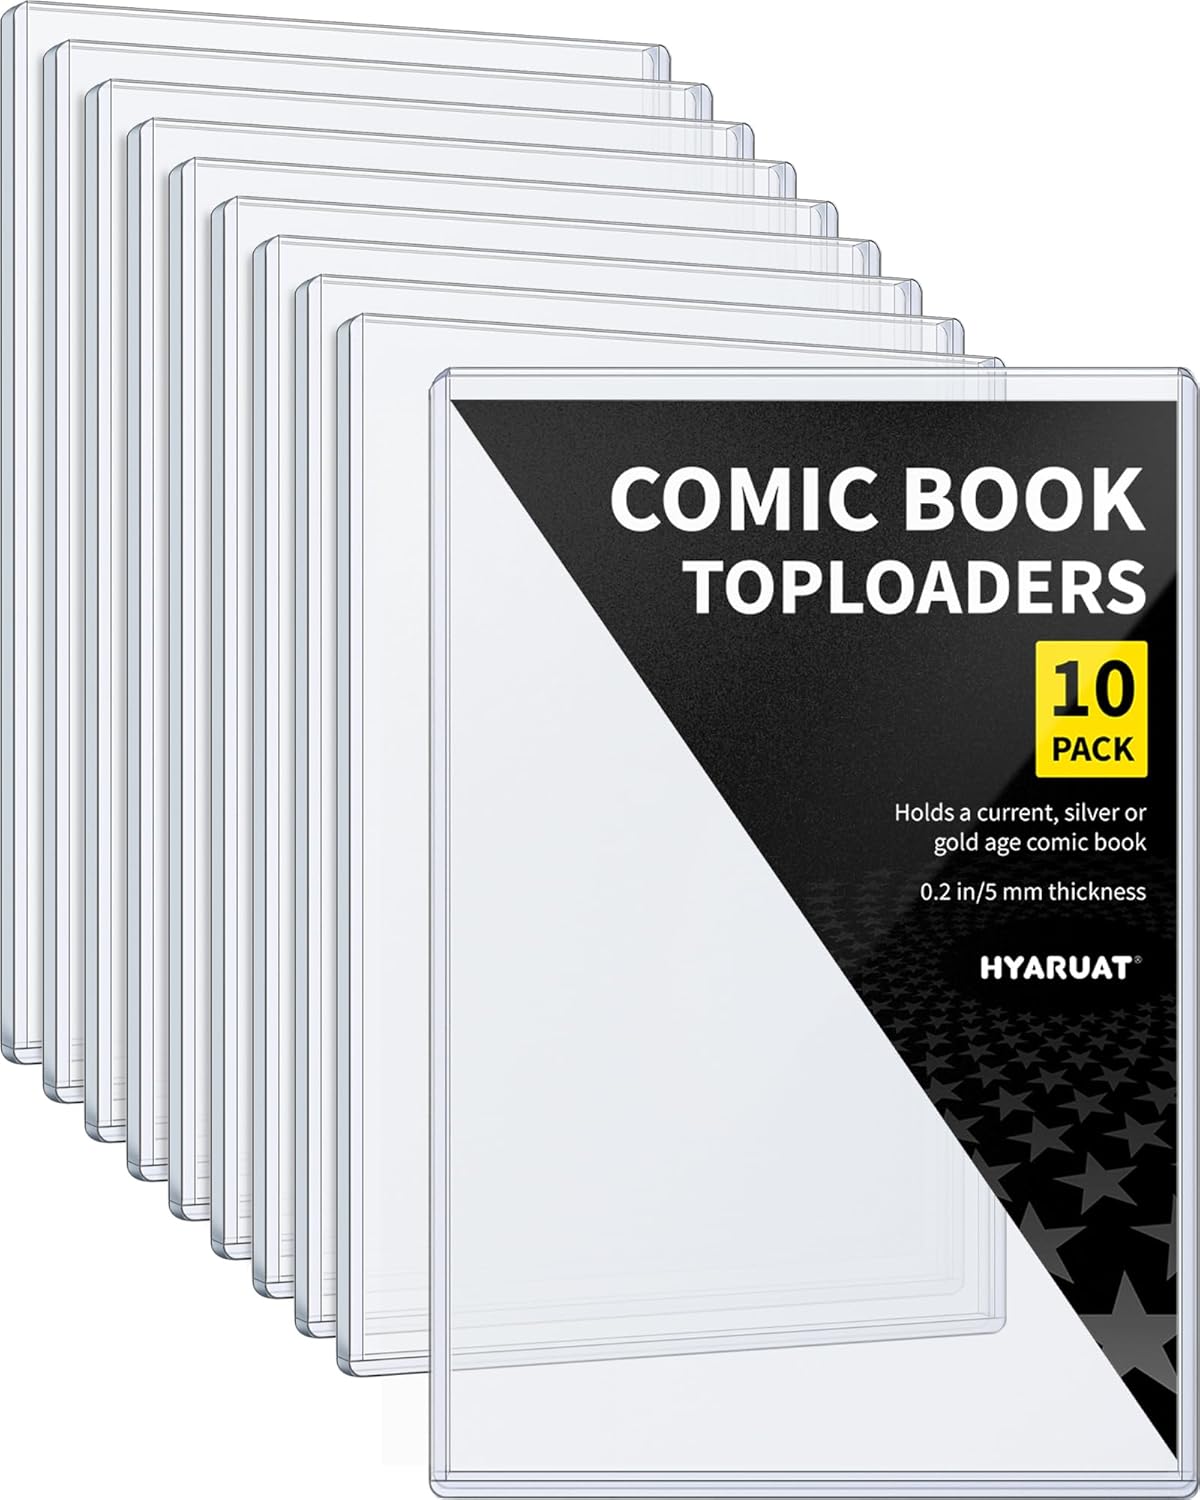 COMIC BOOK
TOPLOADERS
10
PACK
Holds a current, silver or
gold age comic book
0.2 in/5 mm thickness
HYARUAT®